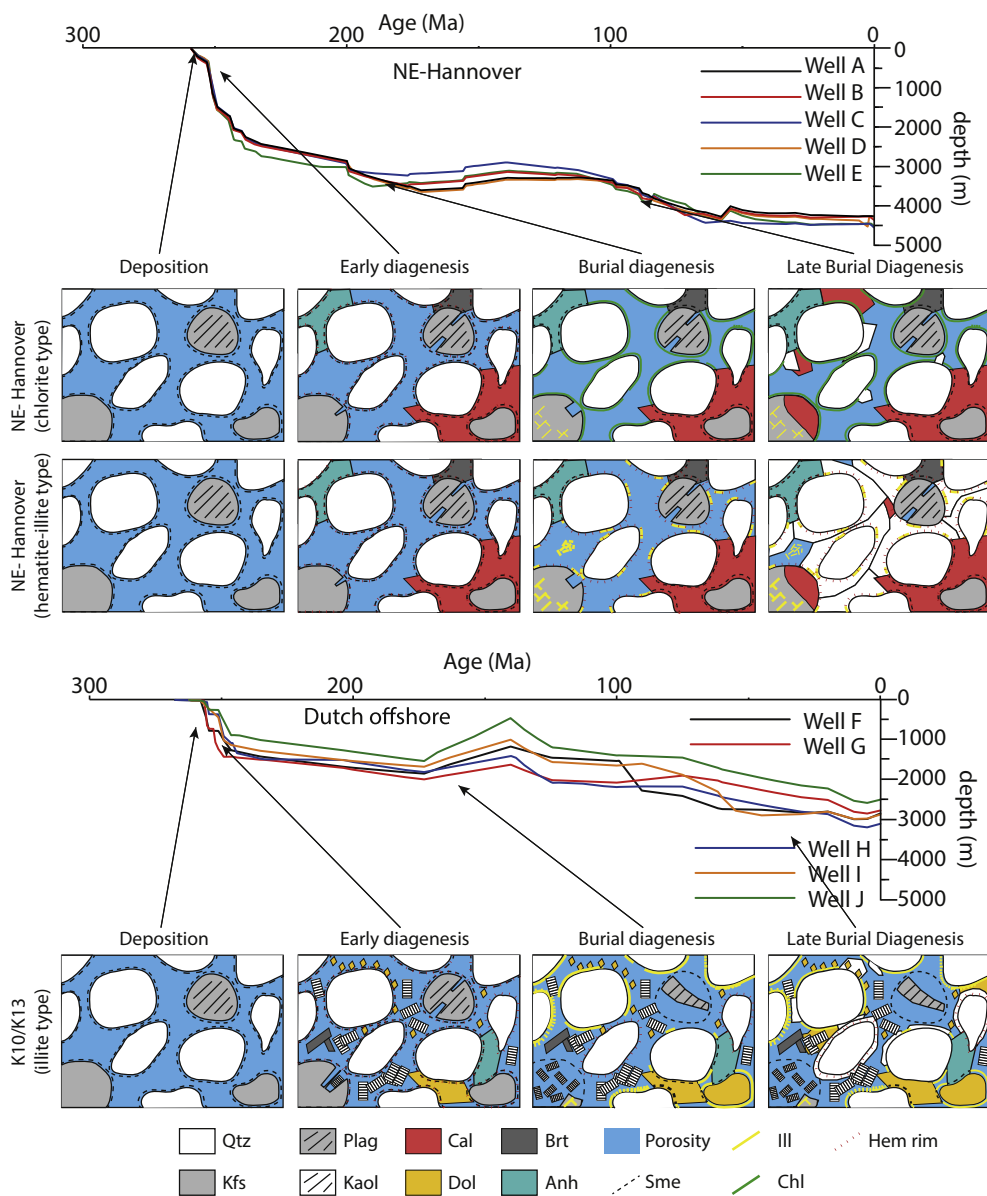 Age (Ma)
300 200 100 0
NE-Hannover
Well A
Well B
Well C
Well D
Well E
0
1000
2000
3000
4000
5000
depth (m)
Deposition Early diagenesis Burial diagenesis Late Burial Diagenesis
NE- Hannover
(chlorite type)
NE- Hannover
(hematite-illite type)
Age (Ma)
300 200 100 0
Dutch offshore
Well F
Well G
Well H
Well I
Well J
0
1000
2000
3000
4000
5000
depth (m)
Deposition Early diagenesis Burial diagenesis Late Burial Diagenesis
K10/K13
(illite type)
Qtz Plag Cal Brt Porosity Ill Hem rim
Kfs Kaol Dol Anh Sme Chl